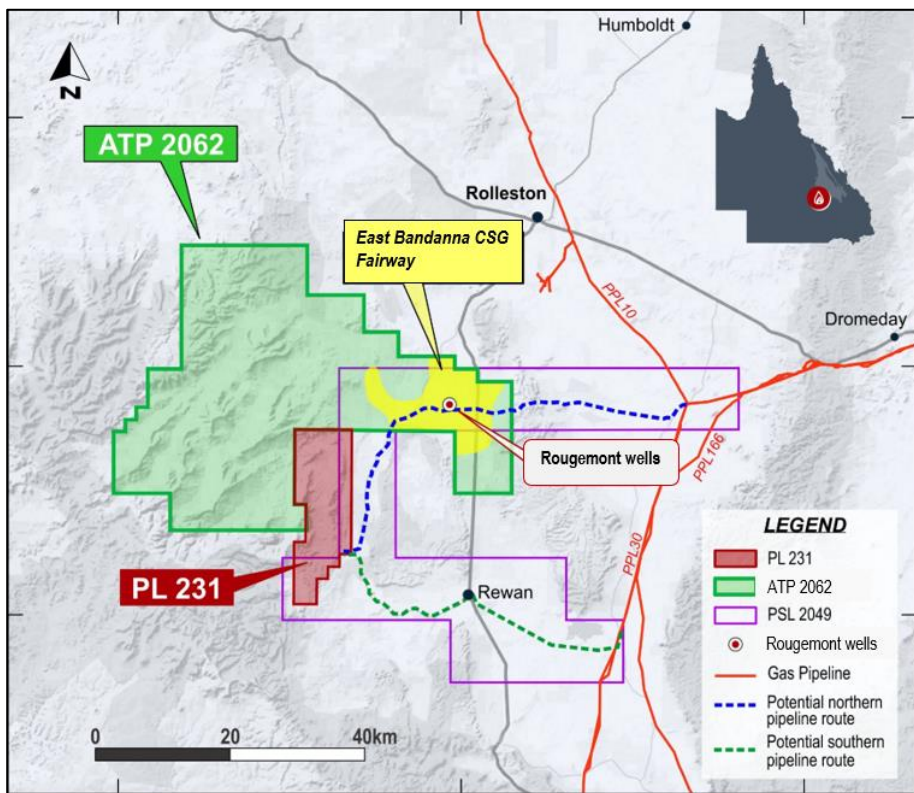 Humboldt
N
ATP 2062
Rolleston
East Bandanna CSG
Fairway
PPL10
Dromeday
Rougemont wells
PPL166
PPL30
PL 231
Rewan
LEGEND
PL 231
ATP 2062
PSL 2049
Rougemont wells
Gas Pipeline
Potential northern
pipeline route
Potential southern
pipeline route
0
20
40km